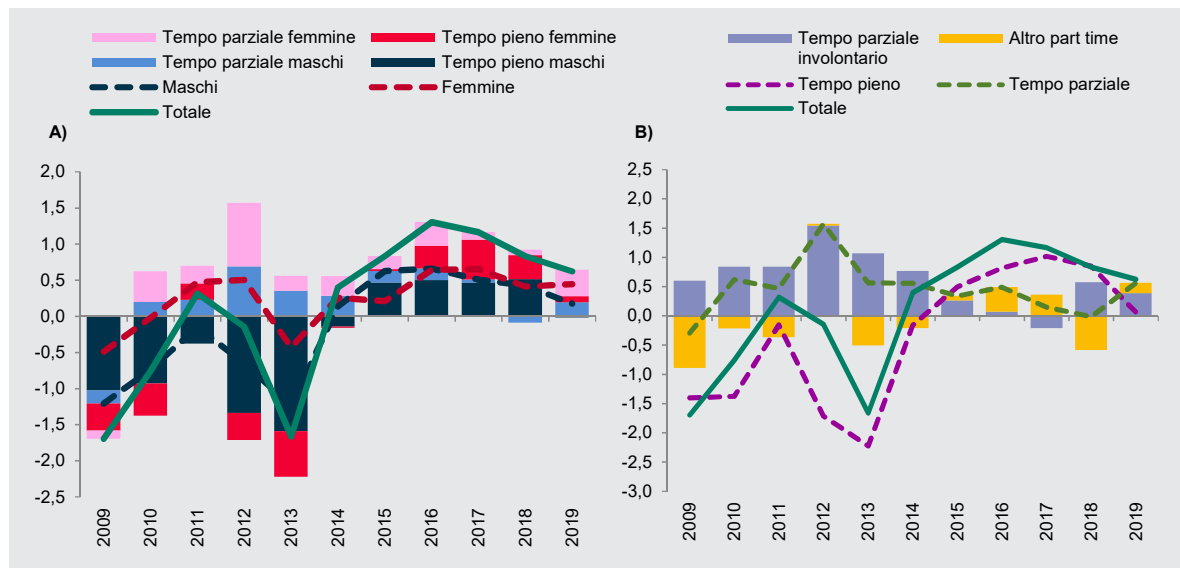 Tempo parziale femmine
Tempo pieno femmine
Tempo parziale maschi
Tempo pieno maschi
Maschi
Femmine
Totale
A)
2,0
1,5
1,0
0,5
0,0
-0,5
-1,0
-1,5
-2,0
-2,5
2009
2010
2011
2012
2013
2014
2015
2016
2017
2018
2019
Tempo parziale
involontario
Altro part time
Tempo pieno
Tempo parziale
Totale
B)
2,5
2,0
1,5
1,0
0,5
0,0
-0,5
-1,0
-1,5
-2,0
-2,5
-3,0
2009
2010
2011
2012
2013
2014
2015
2016
2017
2018
2019